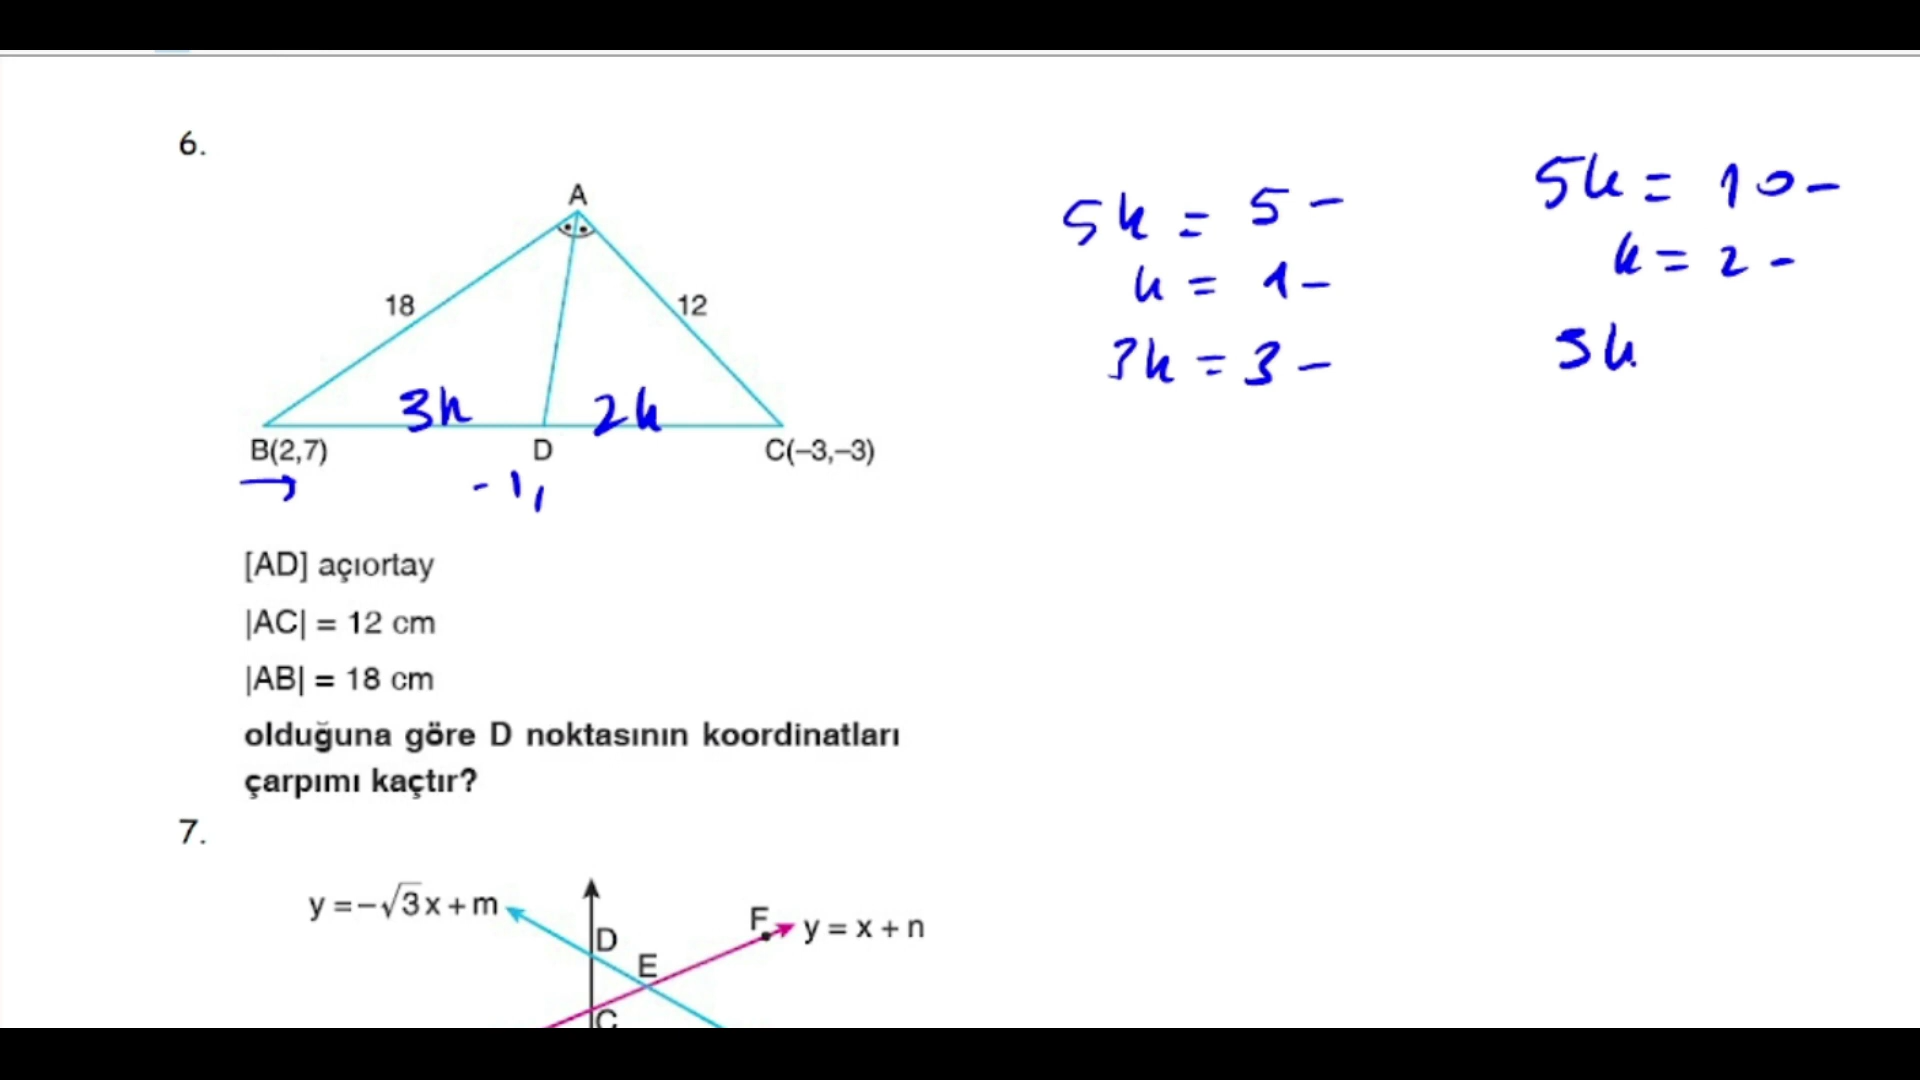 6.
A
18
12
3k
2k
B(2,7)
D
C(–3,–3)
-1,
5k = 5 -
k = 1 -
3k = 3 -
5k = 10 -
k = 2 -
3k
[AD] açıortay
|AC| = 12 cm
|AB| = 18 cm
olduğuna göre D noktasının koordinatları
çarpımı kaçtır?
7.
y = –√3x + m
D
E
F
y = x + n
C